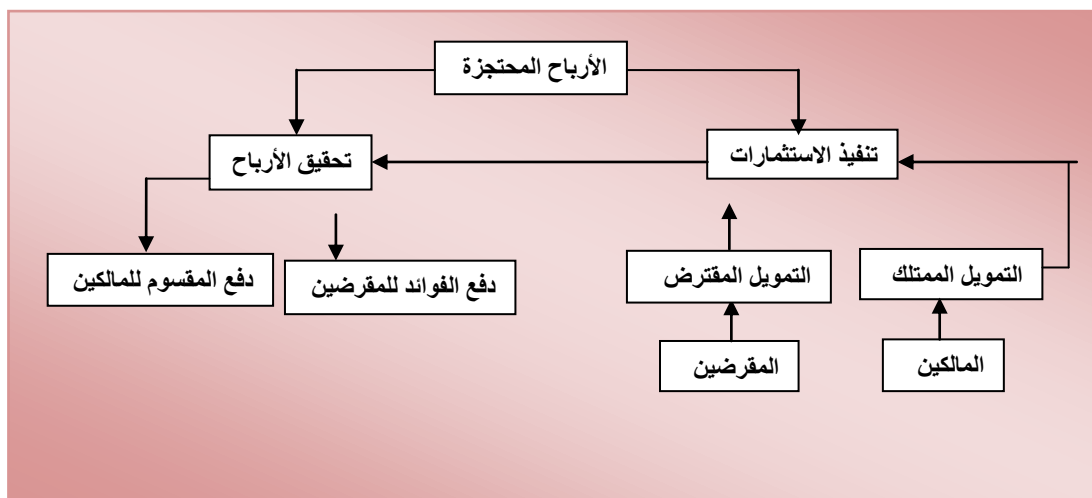 الأرباح المحتجزة
تنفيذ الاستثمارات
تحقيق الأرباح
التمويل الممتلك
التمويل المقترض
دفع الفوائد للمقرضين
دفع المقسوم للمالكين
المالكين
المقرضين